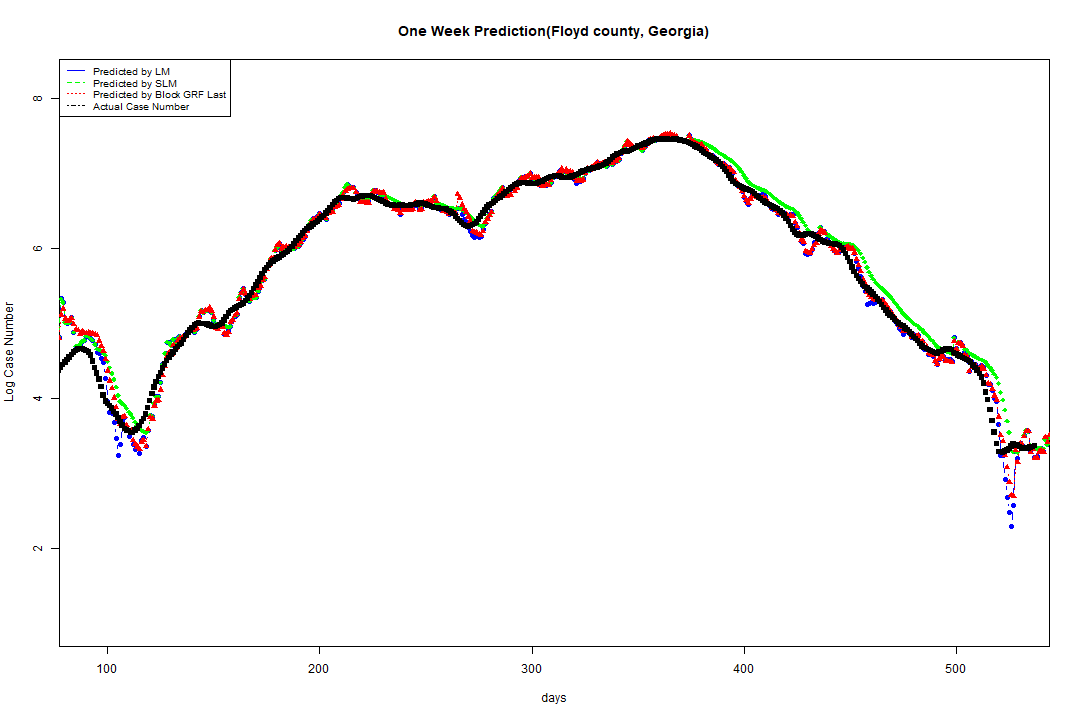 One Week Prediction(Floyd county, Georgia)
Predicted by LM
Predicted by SLM
Predicted by Block GRF Last
Actual Case Number
8
6
4
2
Log Case Number
100 200 300 400 500
days